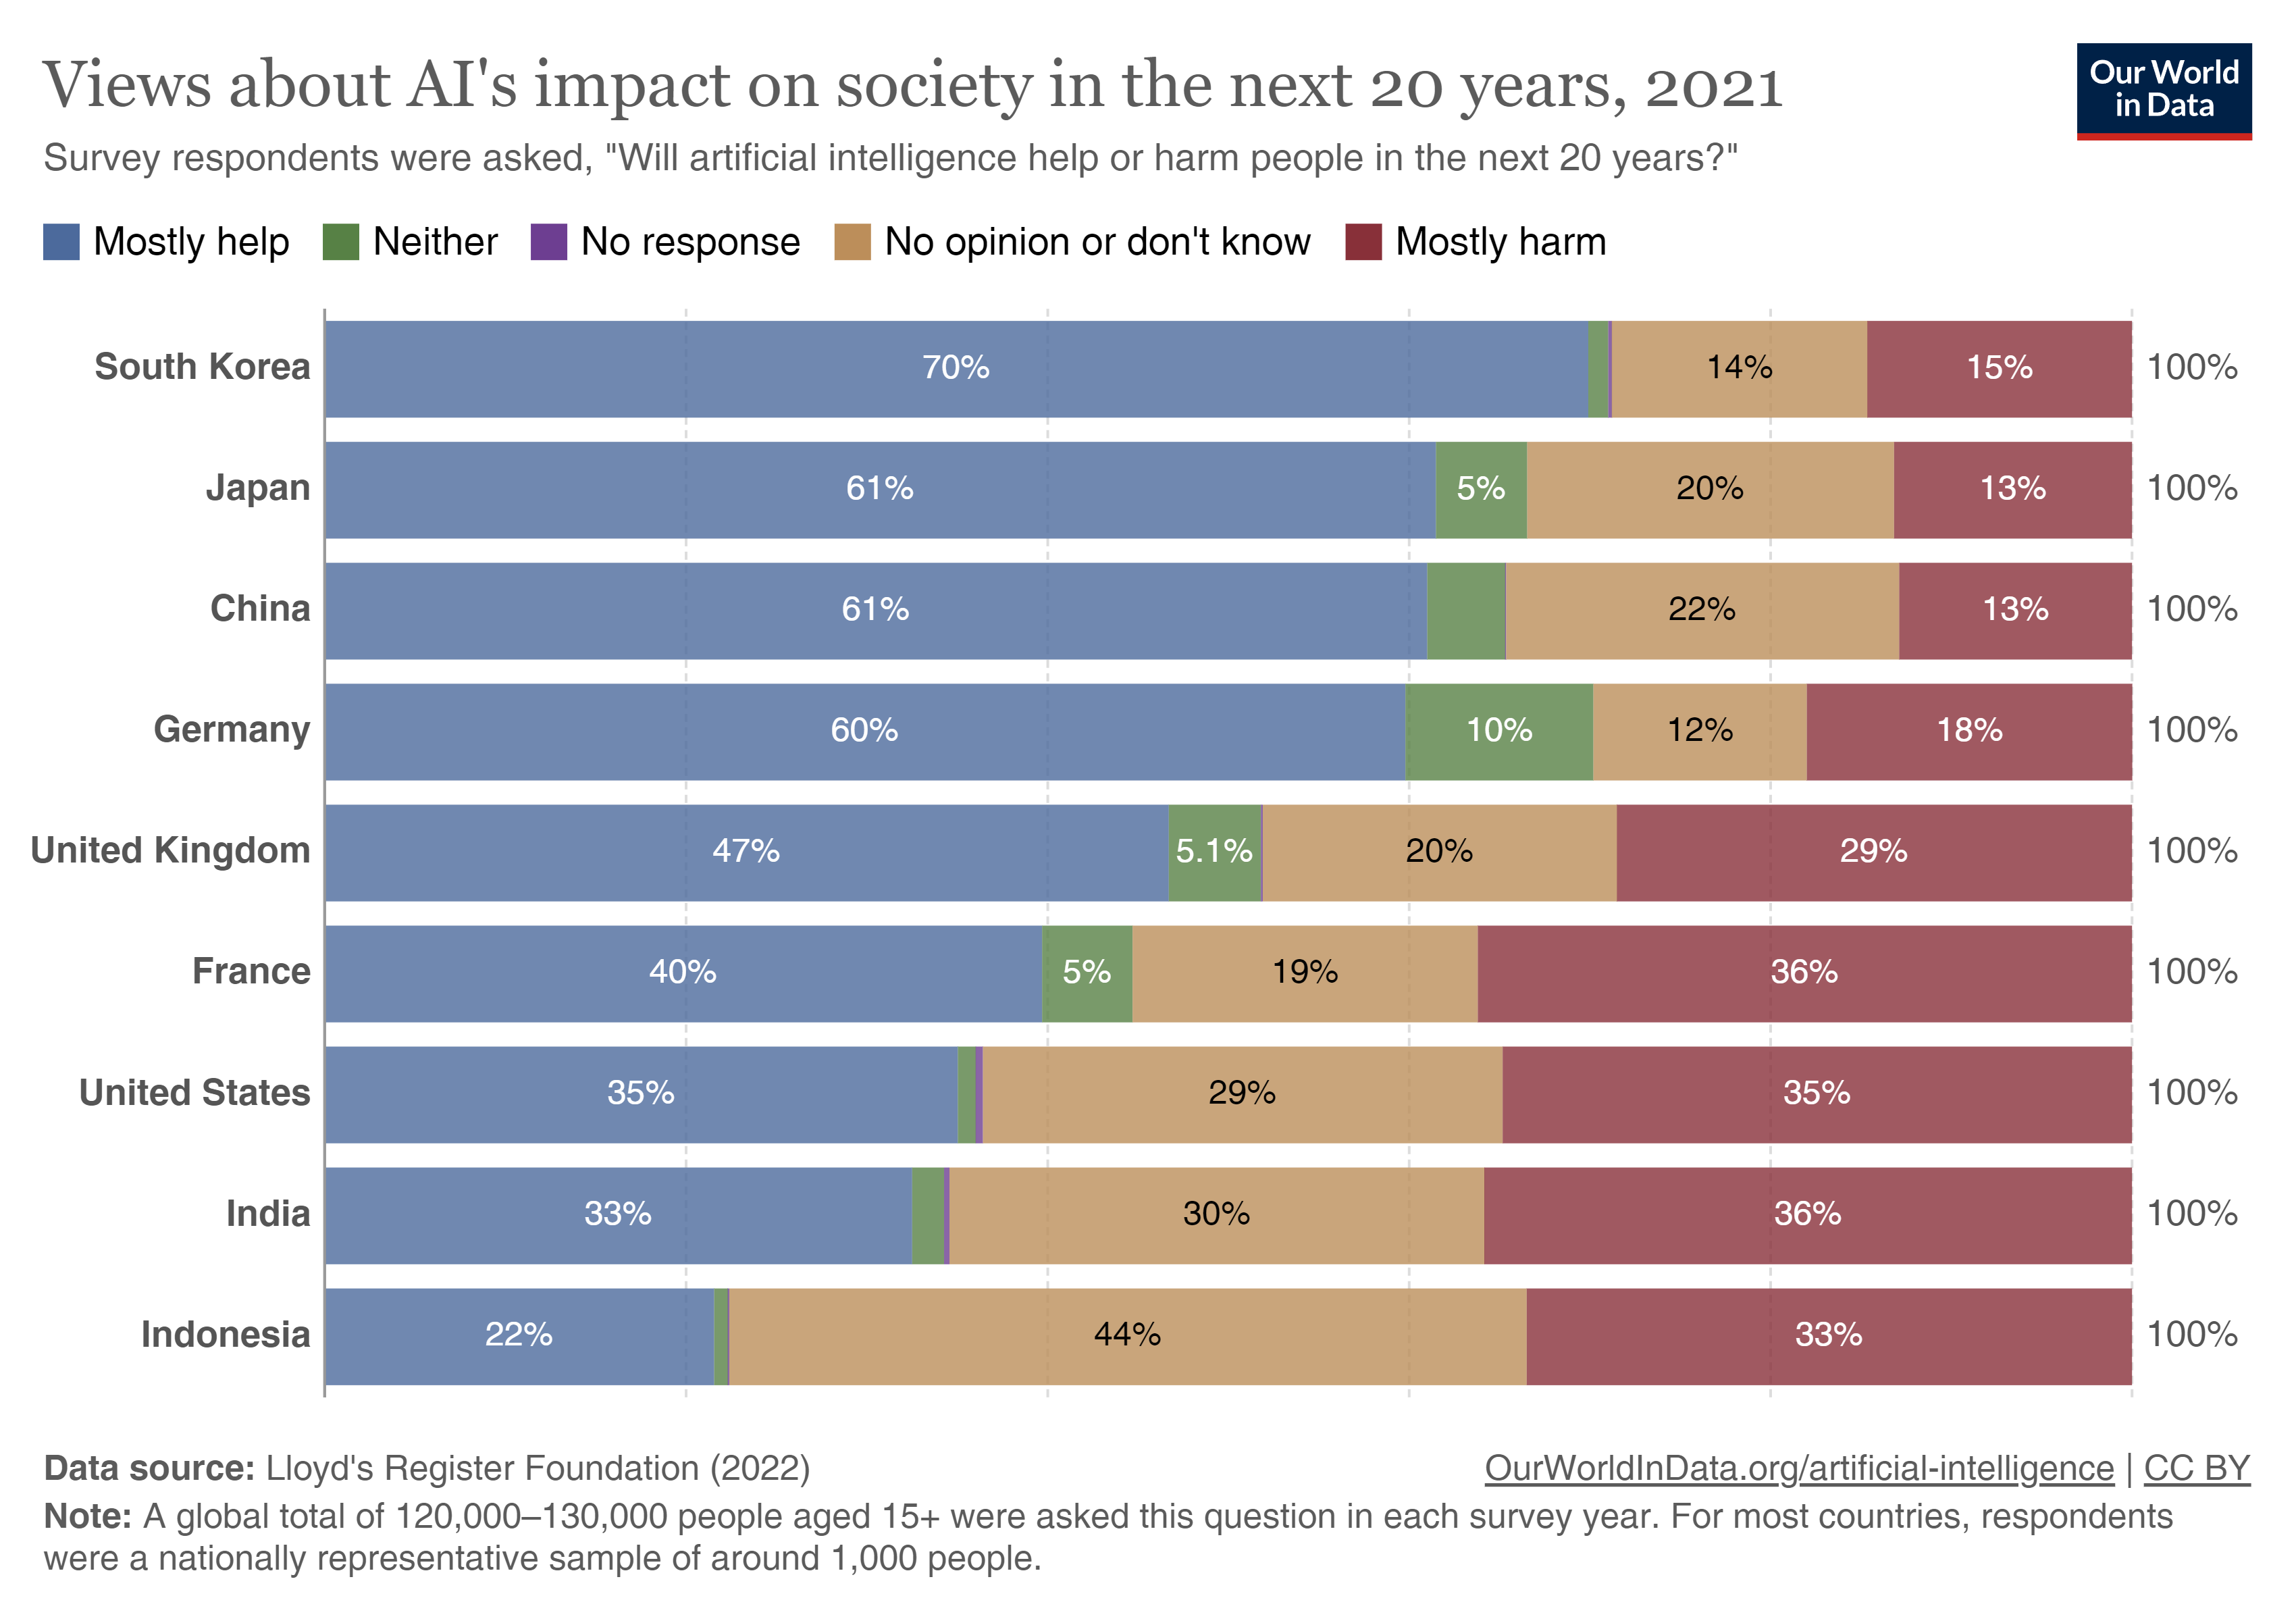 Views about AI's impact on society in the next 20 years, 2021
Our World
in Data
Survey respondents were asked, "Will artificial intelligence help or harm people in the next 20 years?"
Mostly help Neither No response No opinion or don't know Mostly harm
South Korea 70% 14% 15% 100%
Japan 61% 5% 20% 13% 100%
China 61% 22% 13% 100%
Germany 60% 10% 12% 18% 100%
United Kingdom 47% 5.1% 20% 29% 100%
France 40% 5% 19% 36% 100%
United States 35% 29% 35% 100%
India 33% 30% 36% 100%
Indonesia 22% 44% 33% 100%
Data source: Lloyd's Register Foundation (2022) OurWorldInData.org/artificial-intelligence | CC BY
Note: A global total of 120,000–130,000 people aged 15+ were asked this question in each survey year. For most countries, respondents
were a nationally representative sample of around 1,000 people.